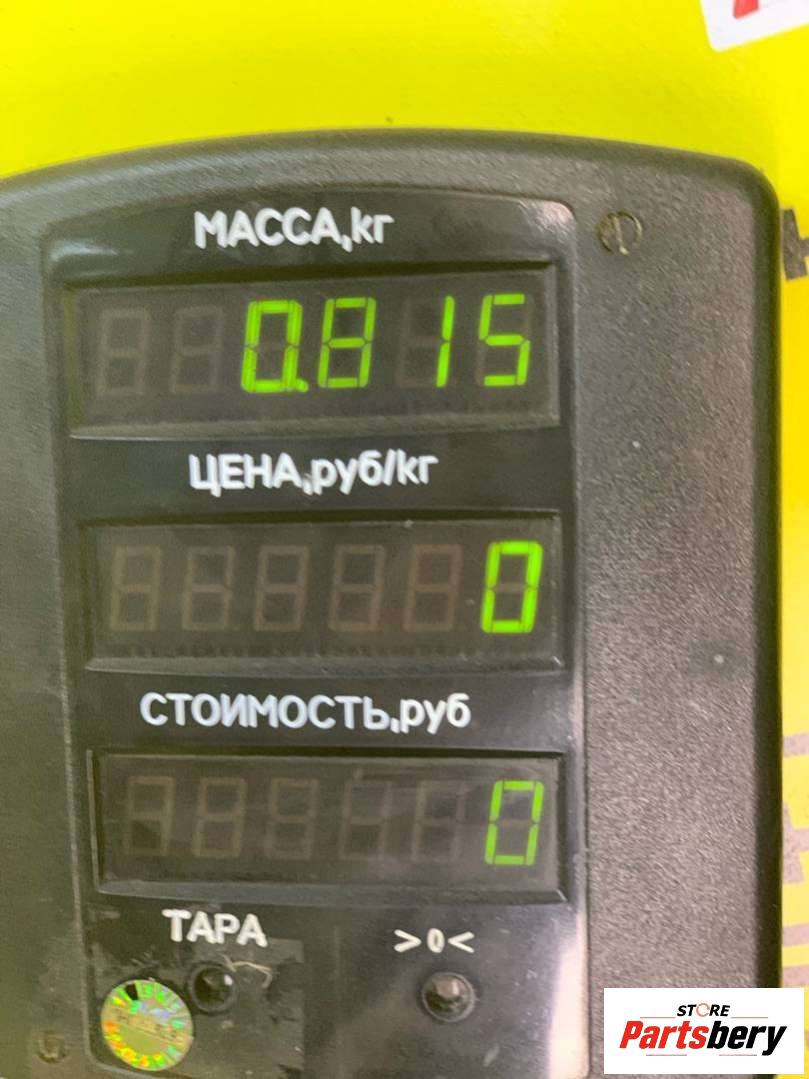 МАССА,кг
0.815
ЦЕНА,руб/кг
0
СТОИМОСТЬ,руб
0
ТАРА >0<
STORE
Partsbery